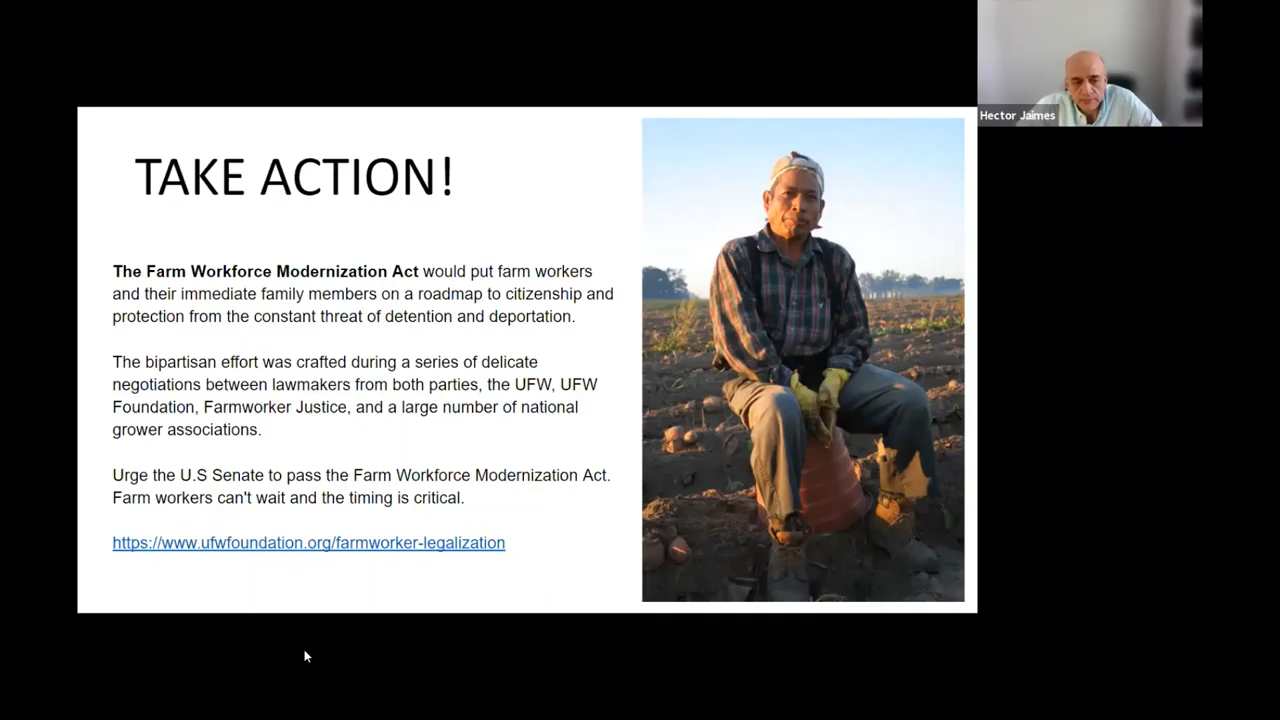 Hector Jaimes
TAKE ACTION!
The Farm Workforce Modernization Act would put farm workers
and their immediate family members on a roadmap to citizenship and
protection from the constant threat of detention and deportation.
The bipartisan effort was crafted during a series of delicate
negotiations between lawmakers from both parties, the UFW, UFW
Foundation, Farmworker Justice, and a large number of national
grower associations.
Urge the U.S Senate to pass the Farm Workforce Modernization Act.
Farm workers can't wait and the timing is critical.
https://www.ufwfoundation.org/farmworker-legalization